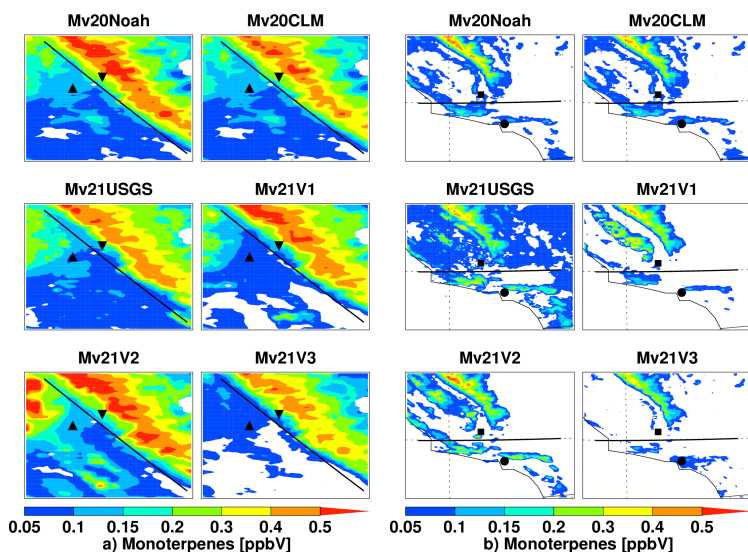 Mv20Noah Mv20CLM Mv20Noah Mv20CLM
Mv21USGS Mv21V1 Mv21USGS Mv21V1
Mv21V2 Mv21V3 Mv21V2 Mv21V3
0.05 0.1 0.15 0.2 0.3 0.4 0.5 0.05 0.1 0.15 0.2 0.3 0.4 0.5
a) Monoterpenes [ppbV] b) Monoterpenes [ppbV]